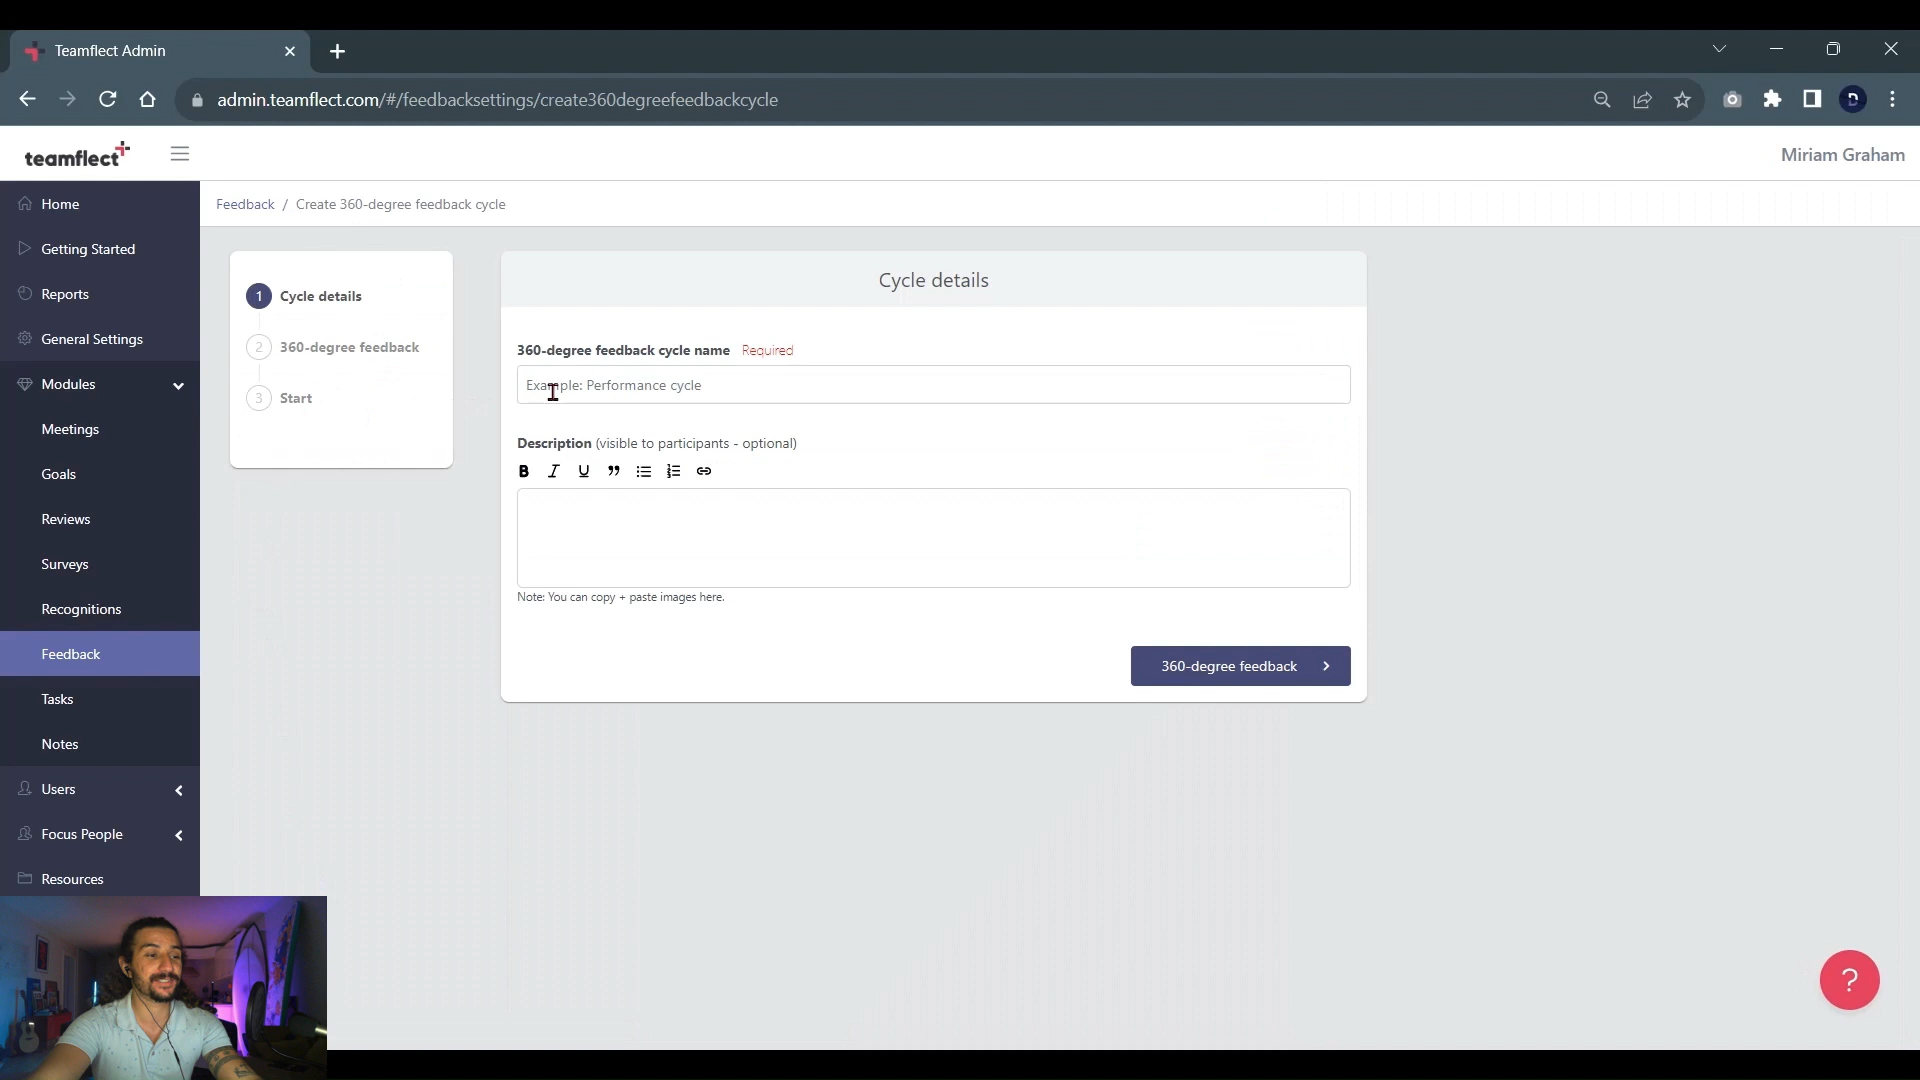 Teamflect Admin
admin.teamflect.com/#/feedbacksettings/create360degreefeedbackcycle
D
teamflect
Miriam Graham
Home
Getting Started
Reports
General Settings
Modules
Meetings
Goals
Reviews
Surveys
Recognitions
Feedback
Tasks
Notes
Users
Focus People
Resources
Feedback / Create 360-degree feedback cycle
1 Cycle details
2 360-degree feedback
3 Start
Cycle details
360-degree feedback cycle name Required
Example: Performance cycle
Description (visible to participants - optional)
B I U
Note: You can copy + paste images here.
360-degree feedback
?